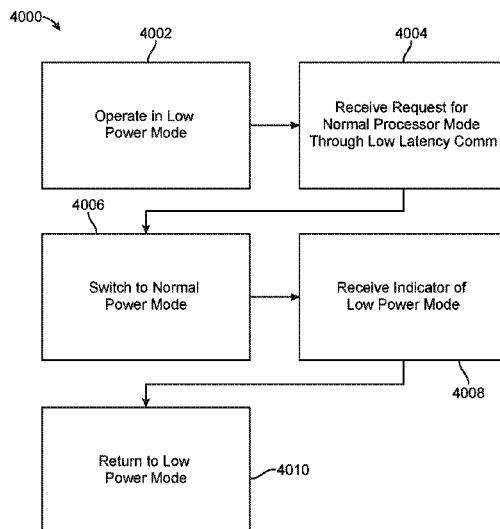 4000
4002
4004
Operate in Low
Power Mode
Receive Request for
Normal Processor Mode
Through Low Latency Comm
4006
Switch to Normal
Power Mode
Receive Indicator of
Low Power Mode
4008
Return to Low
Power Mode
4010